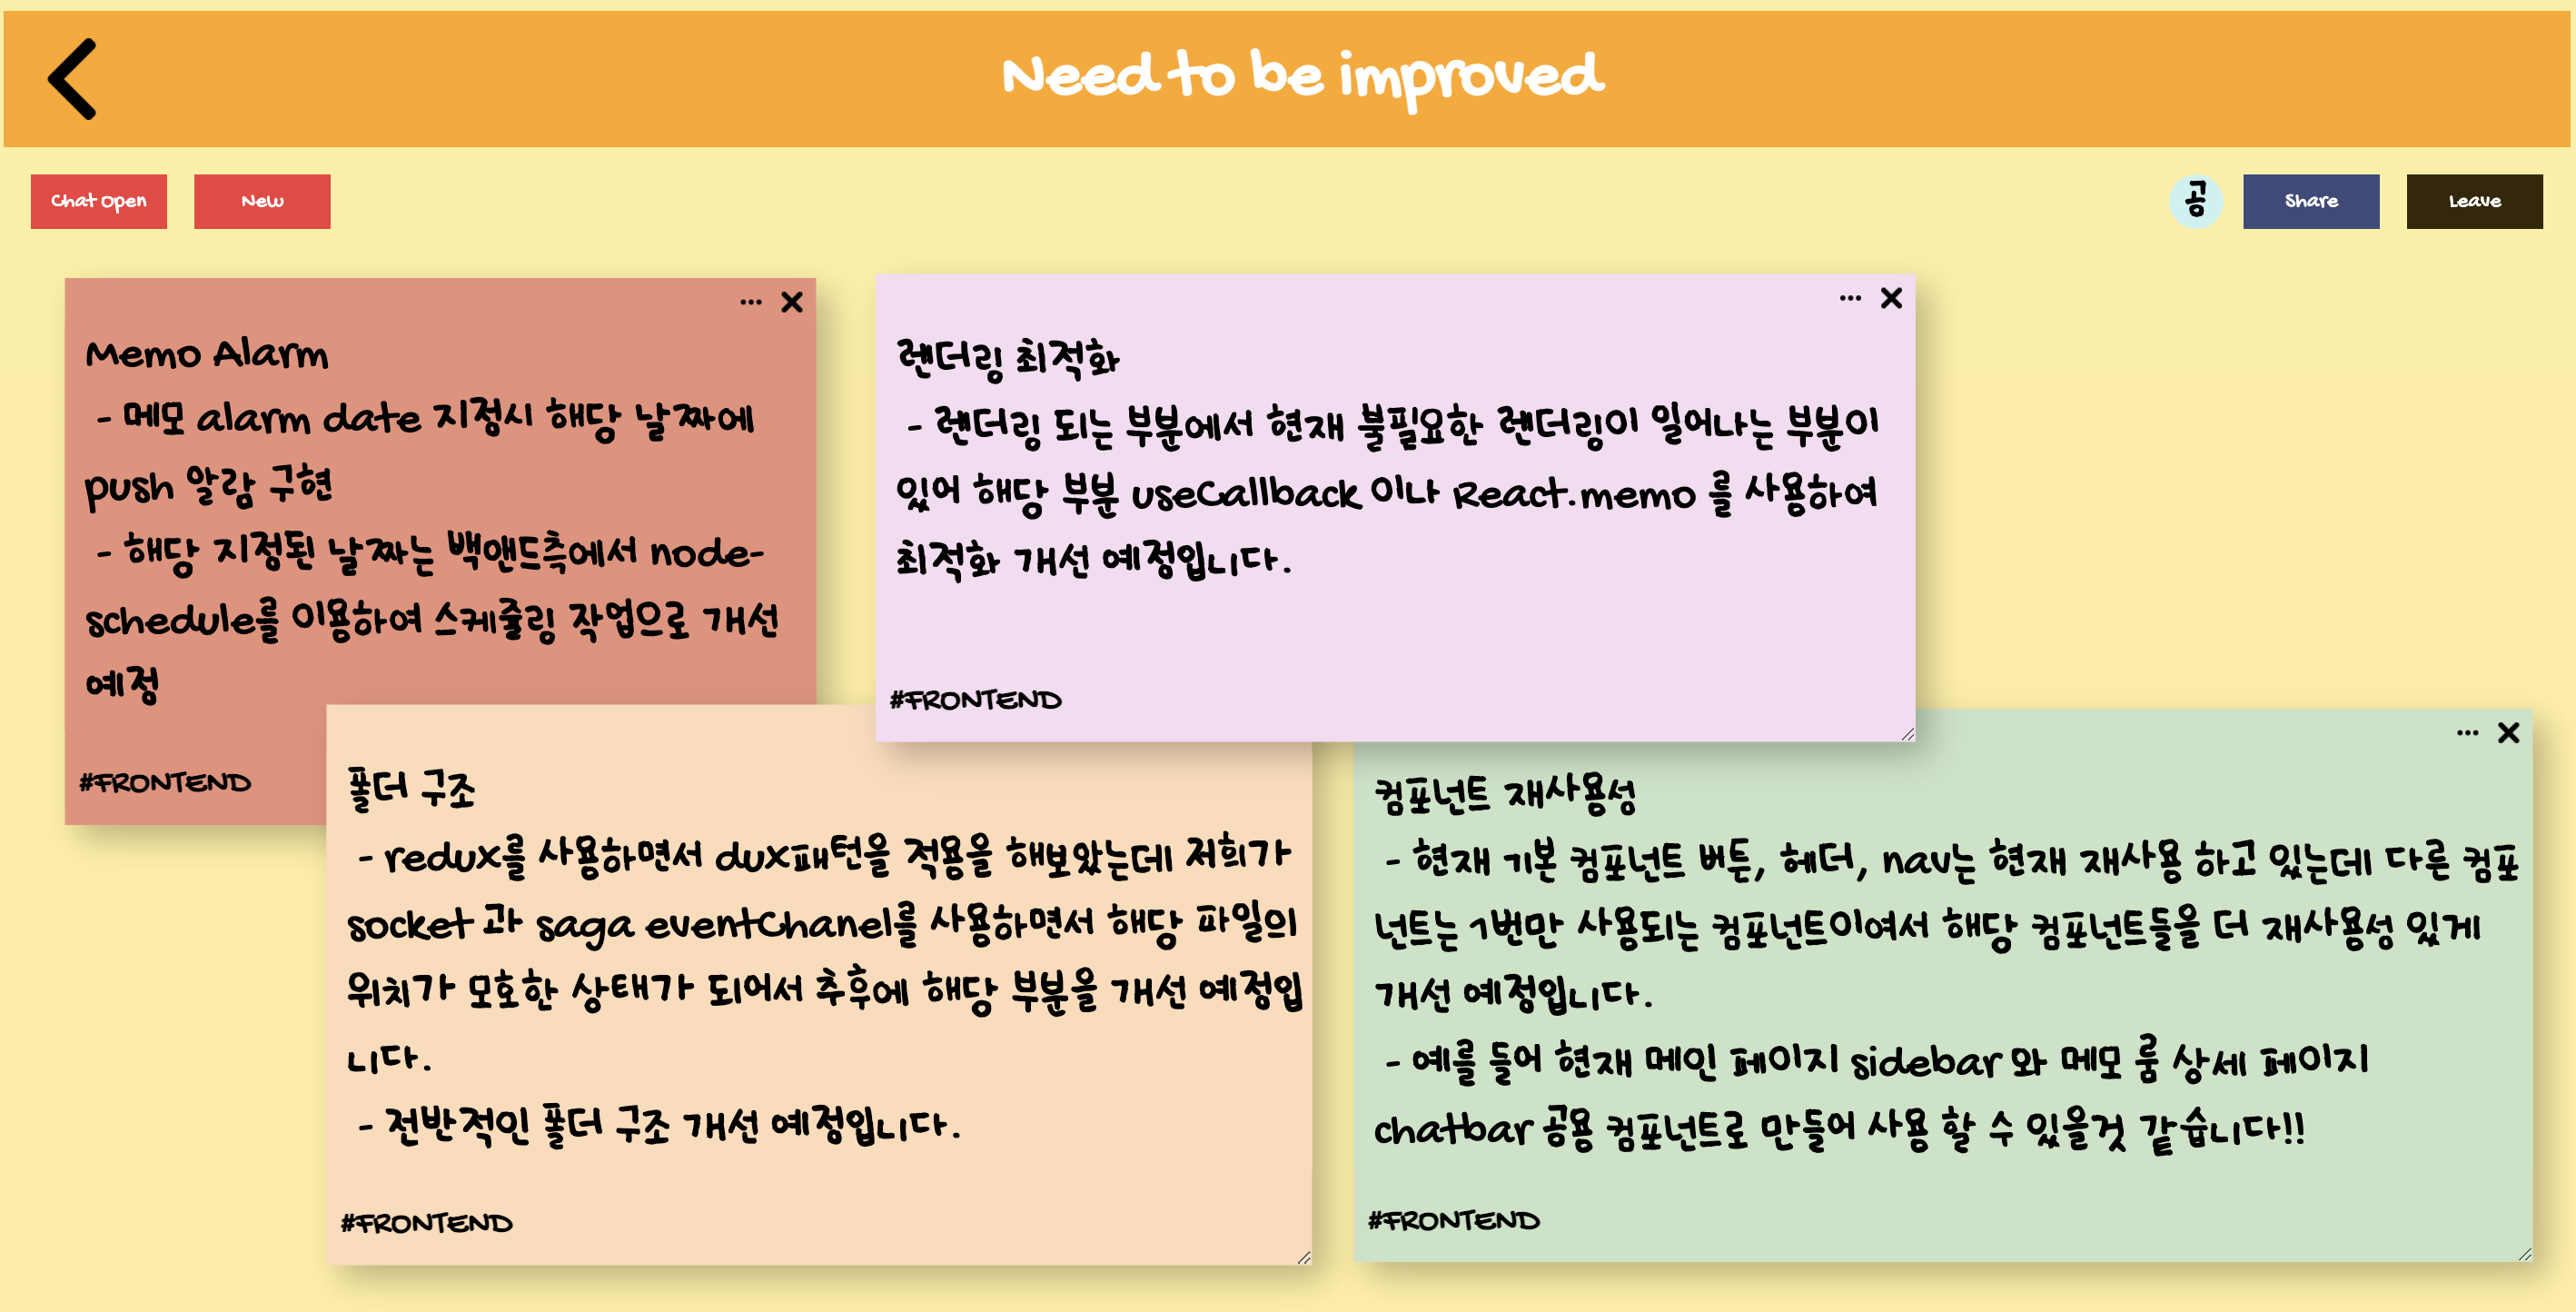 Need to be improved
Chat Open
New
공
Share
Leave
Memo Alarm
- 메모 alarm date 지정시 해당 날짜에
push 알람 구현
- 해당 지정된 날짜는 백앤드측에서 node-
schedule를 이용하여 스케쥴링 작업으로 개선
예정
#FRONTEND
렌더링 최적화
- 렌더링 되는 부분에서 현재 불필요한 렌더링이 일어나는 부분이
있어 해당 부분 useCallback 이나 React.memo 를 사용하여
최적화 개선 예정입니다.
#FRONTEND
폴더 구조
- redux를 사용하면서 dux패턴을 적용을 해보았는데 저희가
socket 과 saga eventChanel를 사용하면서 해당 파일의
위치가 모호한 상태가 되어서 추후에 해당 부분을 개선 예정입
니다.
- 전반적인 폴더 구조 개선 예정입니다.
#FRONTEND
컴포넌트 재사용성
- 현재 기본 컴포넌트 버튼, 헤더, nav는 현재 재사용 하고 있는데 다른 컴포
넌트는 1번만 사용되는 컴포넌트이여서 해당 컴포넌트들을 더 재사용성 있게
개선 예정입니다.
- 예를 들어 현재 메인 페이지 sidebar 와 메모 룸 상세 페이지
chatbar 공용 컴포넌트로 만들어 사용 할 수 있을것 같습니다!!
#FRONTEND